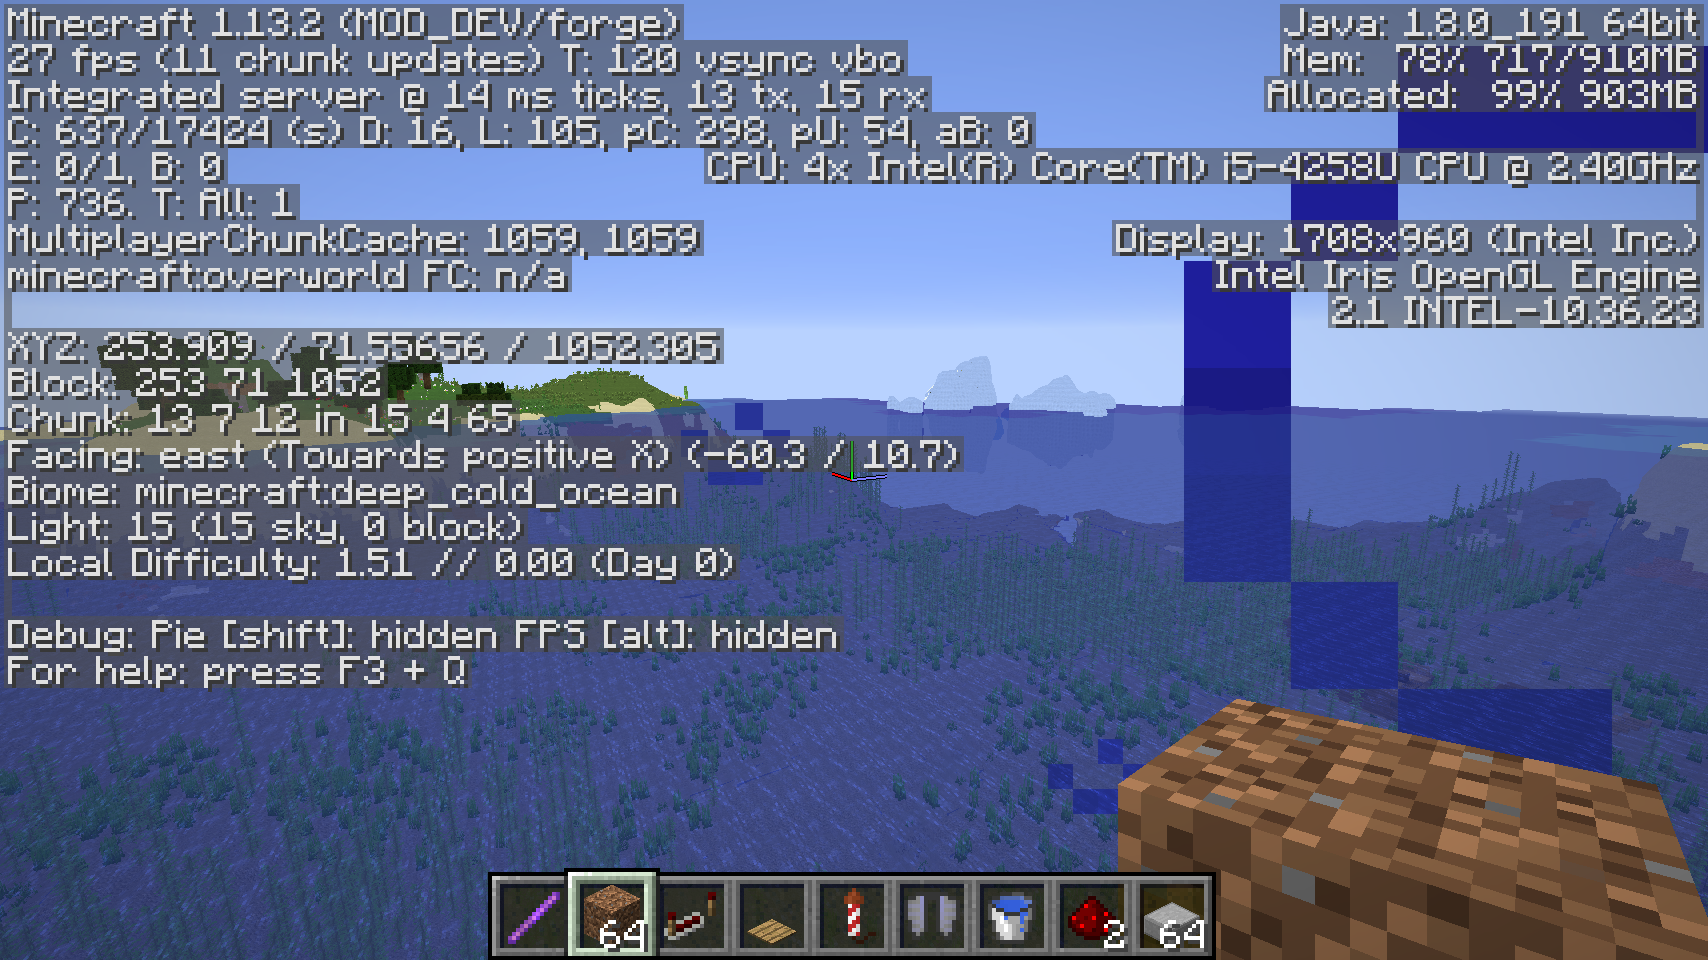 Minecraft 1.13.2 (MOD_DEV/forge)
27 fps (11 chunk updates) T: 120 vsync vbo
Integrated server @ 14 ms ticks, 13 tx, 15 rx
C: 637/17424 (s) D: 16, L: 105, pC: 298, pU: 54, aB: 0
E: 0/1, B: 0
P: 736. T: All: 1
MultiplayerChunkCache: 1059, 1059
minecraft:overworld FC: n/a
XYZ: 253.909 / 71.55656 / 1052.305
Block: 253 71 1052
Chunk: 13 7 12 in 15 4 65
Facing: east (Towards positive X) (-60.3 / 10.7)
Biome: minecraft:deep_cold_ocean
Light: 15 (15 sky, 0 block)
Local Difficulty: 1.51 // 0.00 (Day 0)
Debug: Pie [shift]: hidden FPS [alt]: hidden
For help: press F3 + Q
Java: 1.8.0_191 64bit
Mem: 78% 717/910MB
Allocated: 99% 903MB
CPU: 4x Intel(R) Core(TM) i5-4258U CPU @ 2.40GHz
Display: 1708x960 (Intel Inc.)
Intel Iris OpenGL Engine
2.1 INTEL-10.36.23
64
2
64